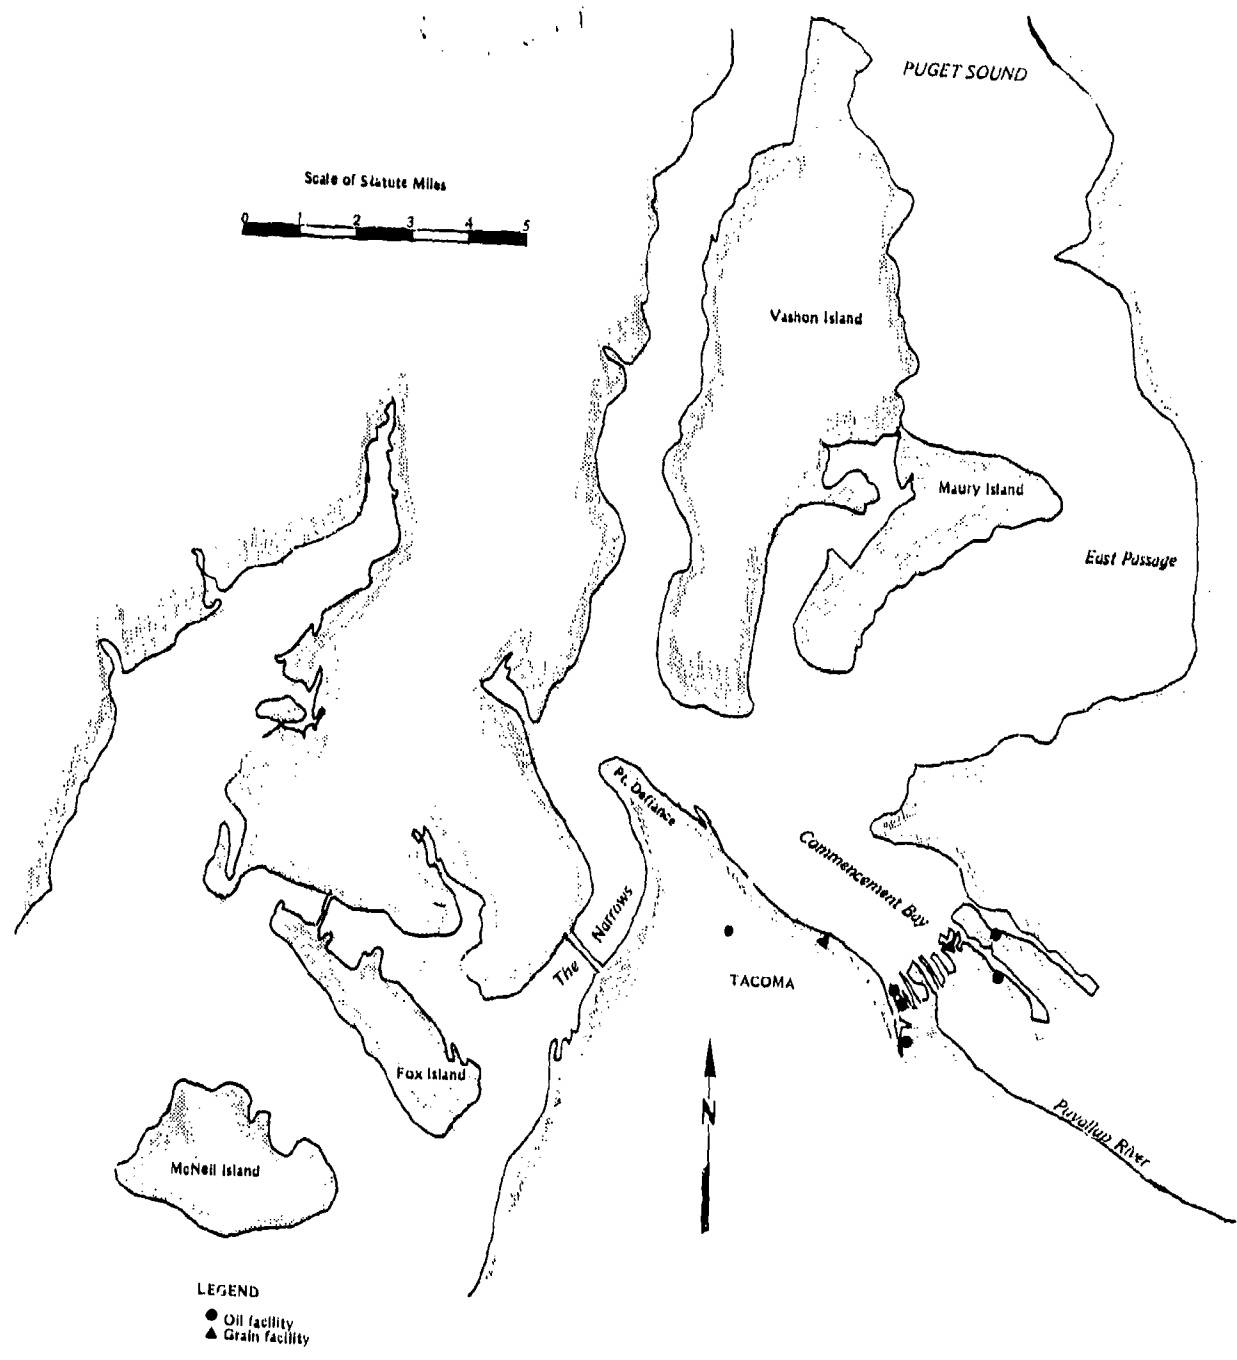 PUGET SOUND
Scale of Statute Miles
0 1 2 3 4 5
Vashon Island
Maury Island
East Passage
Pt. Defiance
Commencement Bay
The Narrows
TACOMA
N
Fox Island
Puyallup River
McNeil Island
LEGEND
Oil facility
Grain facility